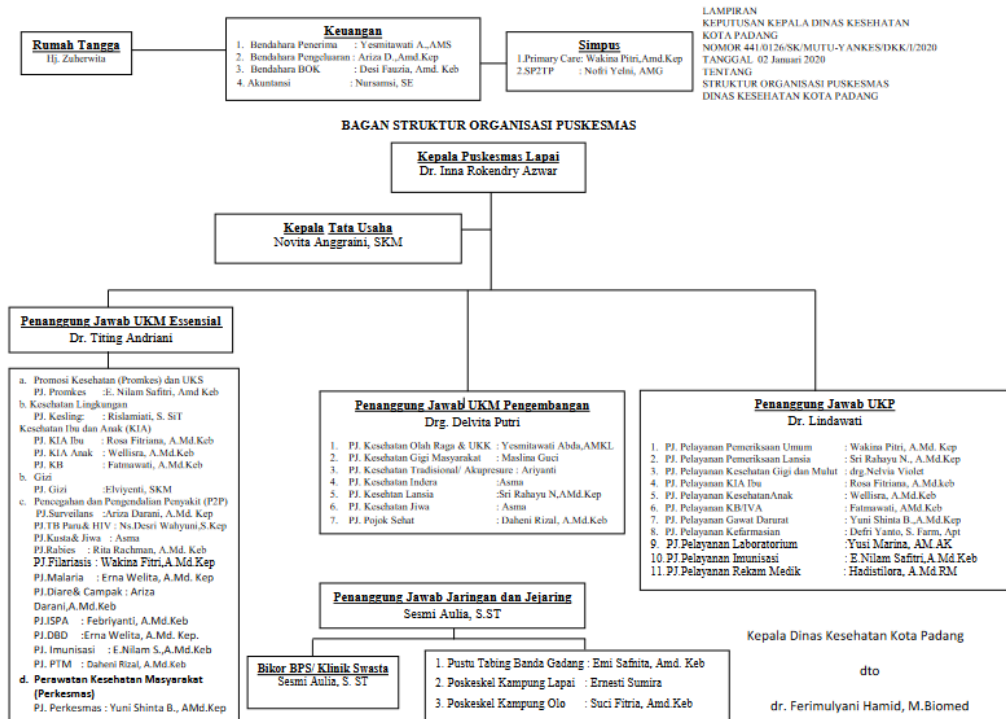 LAMPIRAN
KEPUTUSAN KEPALA DINAS KESEHATAN
KOTA PADANG
NOMOR 441/0126/SK/MUTU-YANKES/DKK/I/2020
TANGGAL 02 Januari 2020
TENTANG
STRUKTUR ORGANISASI PUSKESMAS
DINAS KESEHATAN KOTA PADANG
Rumah Tangga
Hj. Zuherwita
Keuangan
1. Bendahara Penerima : Yesmitawati A.,AMS
2. Bendahara Pengeluaran : Ariza D.,Amd.Kep
3. Bendahara BOK : Desi Fauzia, Amd. Keb
4. Akuntansi : Nursamsi, SE
Simpus
1.Primary Care: Wakina Pitri,Amd.Kep
2.SP2TP : Nofri Yelni, AMG
BAGAN STRUKTUR ORGANISASI PUSKESMAS
Kepala Puskesmas Lapai
Dr. Inna Rokendry Azwar
Kepala Tata Usaha
Novita Anggraini, SKM
Penanggung Jawab UKM Essensial
Dr. Titing Andriani
a. Promosi Kesehatan (Promkes) dan UKS
PJ. Promkes :E. Nilam Safitri, Amd Keb
b. Kesehatan Lingkungan
PJ. Kesling : Rislamiati, S. SiT
Kesehatan Ibu dan Anak (KIA)
PJ. KIA Ibu : Rosa Fitriana, A.Md.Keb
PJ. KIA Anak : Wellisra, A.Md.Keb
PJ. KB : Fatmawati, A.Md.Keb
b. Gizi
PJ. Gizi :Elviyenti, SKM
c. Pencegahan dan Pengendalian Penyakit (P2P)
PJ.Surveilans :Ariza Darani, A.Md. Kep
PJ.TB Paru& HIV : Ns.Desri Wahyuni,S.Kep
PJ.Kusta& Jiwa : Asma
PJ.Rabies : Rita Rachman, A.Md. Keb
PJ.Filariasis : Wakina Fitri,A.Md.Kep
PJ.Malaria : Erna Welita, A.Md. Kep
PJ.Diare& Campak : Ariza
Darani,A.Md.Keb
PJ.ISPA : Febriyanti, A.Md.Keb
PJ.DBD :Erna Welita, A.Md. Kep.
PJ. Imunisasi : E.Nilam S.,A.Md.Keb
PJ. PTM : Daheni Rizal, A.Md.Keb
d. Perawatan Kesehatan Masyarakat
(Perkesmas)
PJ. Perkesmas : Yuni Shinta B., AMd.Kep
Penanggung Jawab UKM Pengembangan
Drg. Delvita Putri
1. PJ. Kesehatan Olah Raga & UKK : Yesmitawati Abda,AMKL
2. PJ. Kesehatan Gigi Masyarakat : Maslina Guci
3. PJ. Kesehatan Tradisional/ Akupresure : Ariyanti
4. PJ. Kesehatan Indera :Asma
5. PJ. Kesehtan Lansia :Sri Rahayu N,AMd.Kep
6. PJ. Kesehatan Jiwa : Asma
7. PJ. Pojok Sehat : Daheni Rizal, A.Md.Keb
Penanggung Jawab UKP
Dr. Lindawati
1. PJ. Pelayanan Pemeriksaan Umum : Wakina Pitri, A.Md. Kep
2. PJ. Pelayanan Pemeriksaan Lansia : Sri Rahayu N., A.Md.Kep
3. PJ. Pelayanan Kesehatan Gigi dan Mulut : drg.Nelvia Violet
4. PJ. Pelayanan KIA Ibu : Rosa Fitriana, A.Md.keb
5. PJ. Pelayanan KesehatanAnak : Wellisra, A.Md.keb
6. PJ. Pelayanan KB/IVA : Fatmawati, AMd.Keb
7. PJ. Pelayanan Gawat Darurat : Yuni Shinta B.,A.Md.Kep
8. PJ. Pelayanan Kefarmasian : Defri Yanto, S. Farm, Apt
9. PJ.Pelayanan Laboratorium :Yusi Marina, AM.AK
10.PJ.Pelayanan Imunisasi : E.Nilam Safitri,A.Md.Keb
11.PJ.Pelayanan Rekam Medik : Hadistilora, A.Md.RM
Penanggung Jawab Jaringan dan Jejaring
Sesmi Aulia, S.ST
Bikor BPS/ Klinik Swasta
Sesmi Aulia, S. ST
1. Pustu Tabing Banda Gadang : Emi Safnita, Amd. Keb
2. Poskeskel Kampung Lapai : Ernesti Sumira
3. Poskeskel Kampung Olo : Suci Fitria, Amd.Keb
Kepala Dinas Kesehatan Kota Padang
dto
dr. Ferimulyani Hamid, M.Biomed